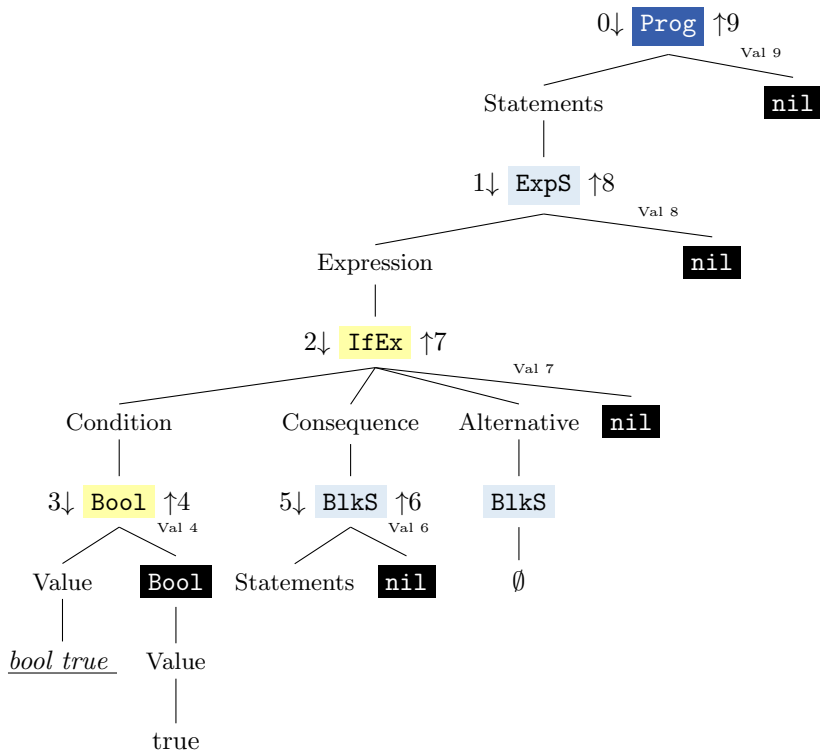 0↓ Prog ↑9
Val 9
Statements nil
1↓ ExpS ↑8
Val 8
Expression nil
2↓ IfEx ↑7
Val 7
Condition Consequence Alternative nil
3↓ Bool ↑4 5↓ BlkS ↑6 BlkS
Val 4 Val 6
Value Bool Statements nil ∅
bool true Value
true